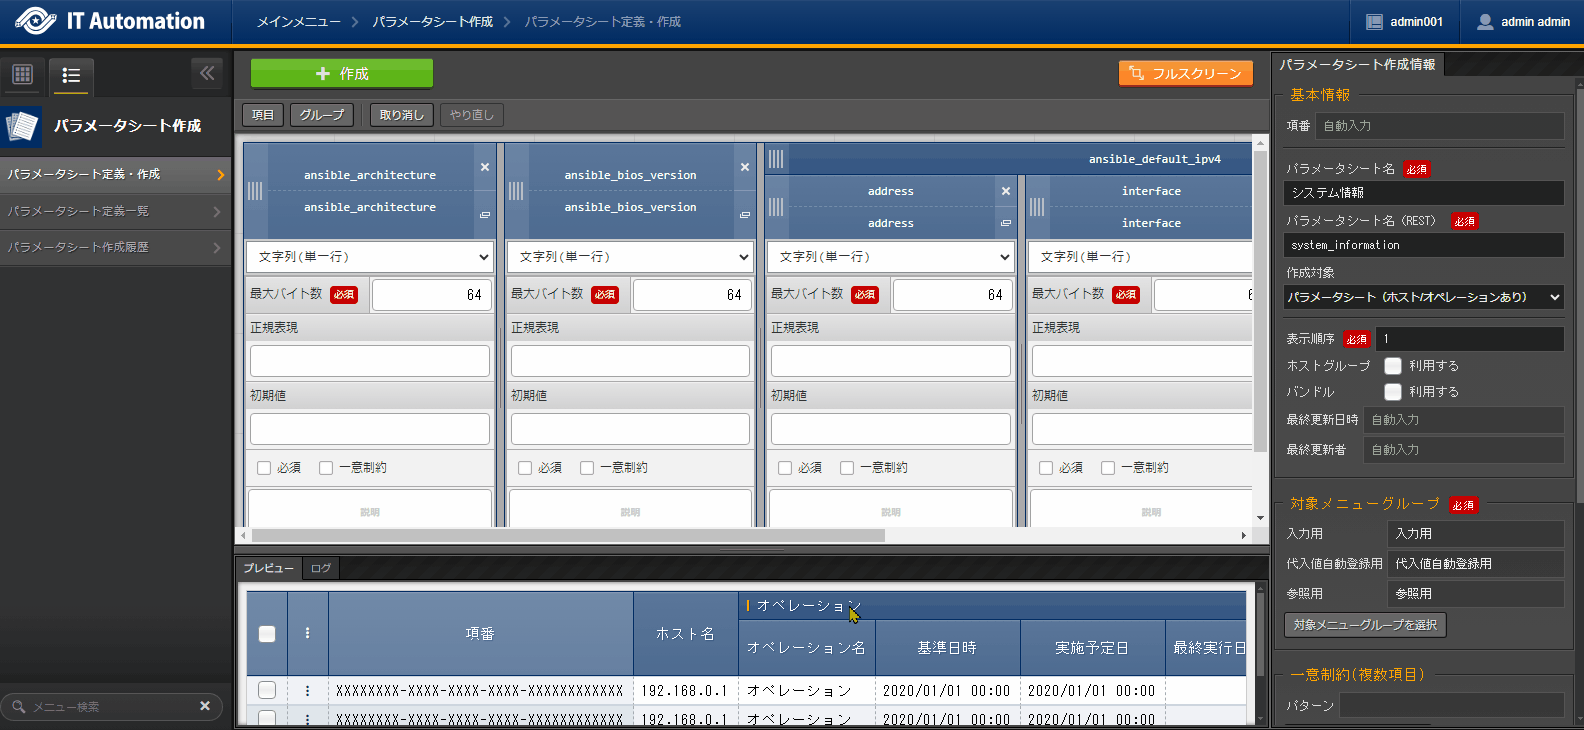 IT Automation
メインメニュー > パラメータシート作成 > パラメータシート定義・作成
admin001
admin admin
パラメータシート作成
パラメータシート定義・作成
パラメータシート定義一覧
パラメータシート作成履歴
メニュー検索
作成
フルスクリーン
項目 グループ 取り消し やり直し
ansible_architecture
ansible_architecture
文字列(単一行)
最大バイト数 必須 64
正規表現
初期値
必須 一意制約
説明
ansible_bios_version
ansible_bios_version
文字列(単一行)
最大バイト数 必須 64
正規表現
初期値
必須 一意制約
説明
ansible_default_ipv4
address
address
文字列(単一行)
最大バイト数 必須 64
正規表現
初期値
必須 一意制約
説明
interface
interface
文字列(単一行)
最大バイト数 必須
正規表現
初期値
必須 一意制約
説明
プレビュー ログ
項番 ホスト名 オペレーション
オペレーション名 基準日時 実施予定日 最終実行日
XXXXXXXX-XXXX-XXXX-XXXX-XXXXXXXXXXXX 192.168.0.1 オペレーション 2020/01/01 00:00 2020/01/01 00:00
XXXXXXXX-XXXX-XXXX-XXXX-XXXXXXXXXXXX 192.168.0.1 オペレーション 2020/01/01 00:00 2020/01/01 00:00
パラメータシート作成情報
基本情報
項番 自動入力
パラメータシート名 必須
システム情報
パラメータシート名 (REST) 必須
system_information
作成対象
パラメータシート（ホスト/オペレーションあり）
表示順序 必須 1
ホストグループ 利用する
バンドル 利用する
最終更新日時 自動入力
最終更新者 自動入力
対象メニューグループ 必須
入力用 入力用
代入値自動登録用 代入値自動登録用
参照用 参照用
対象メニューグループを選択
一意制約(複数項目)
パターン